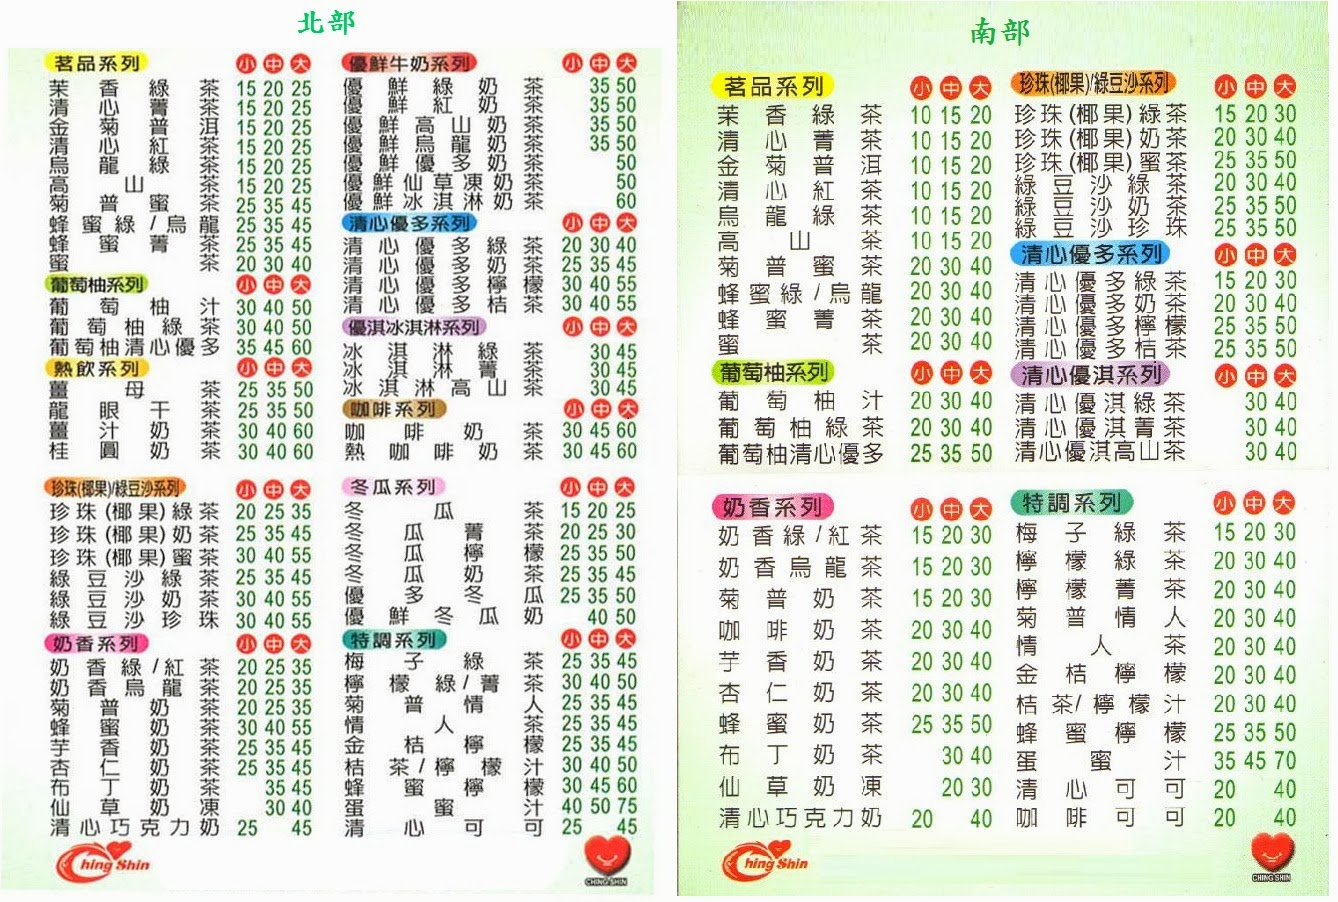 北部
茗品系列 小 中 大
茉香綠茶 15 20 25
清心菁茶 15 20 25
金菊普洱 15 20 25
清心紅茶 15 20 25
烏龍綠茶 15 20 25
高山茶 15 20 25
菊普蜜茶 25 35 45
蜂蜜綠/烏龍 25 35 45
蜂蜜菁茶 25 35 45
蜜茶 20 30 40
葡萄柚系列 小 中 大
葡萄柚汁 30 40 50
葡萄柚綠茶 30 40 50
葡萄柚清心優多 35 45 60
熱飲系列 小 中 大
薑母茶 25 35 50
龍眼干茶 25 35 50
薑汁奶茶 30 40 60
桂圓奶茶 30 40 60
珍珠(椰果)/綠豆沙系列 小 中 大
珍珠(椰果)綠茶 20 25 35
珍珠(椰果)奶茶 25 35 45
珍珠(椰果)蜜茶 30 40 55
綠豆沙綠茶 25 35 45
綠豆沙奶茶 30 40 55
綠豆沙珍珠 30 40 55
奶香系列 小 中 大
奶香綠/紅茶 20 25 35
奶香烏龍茶 20 25 35
菊普奶茶 20 25 35
蜂蜜奶茶 30 40 55
芋香奶茶 25 35 45
杏仁奶茶 25 35 45
布丁奶茶 35 45
仙草奶凍 30 40
清心巧克力奶 25 45
Ching Shin
優鮮牛奶系列 小 中 大
優鮮綠奶茶 35 50
優鮮紅奶茶 35 50
優鮮高山奶茶 35 50
優鮮烏龍奶茶 35 50
優鮮優多奶茶 50
優鮮仙草凍奶茶 50
優鮮冰淇淋奶茶 60
清心優多系列 小 中 大
清心優多綠茶 20 30 40
清心優多奶茶 25 35 45
清心優多檸檬 30 40 55
清心優多桔茶 30 40 55
優淇冰淇淋系列 小 中 大
冰淇淋綠茶 30 45
冰淇淋菁茶 30 45
冰淇淋高山茶 30 45
咖啡系列 小 中 大
咖啡奶茶 30 45 60
熱咖啡奶茶 30 45 60
冬瓜系列 小 中 大
冬瓜茶 15 20 25
冬瓜菁茶 20 25 30
冬瓜檸檬 25 35 50
冬瓜奶茶 25 35 45
優多冬瓜 25 35 50
優鮮冬瓜奶 40 50
特調系列 小 中 大
梅子綠茶 25 35 45
檸檬綠/菁茶 30 40 50
菊普情人 25 35 45
情人茶 25 35 45
金桔檸檬 25 35 45
桔茶/檸檬汁 30 40 50
蜂蜜檸檬 30 45 60
蛋蜜汁 40 50 75
清心可可 25 45
CHING SHIN
南部
茗品系列 小 中 大
茉香綠茶 10 15 20
清心菁茶 10 15 20
金菊普洱 10 15 20
清心紅茶 10 15 20
烏龍綠茶 10 15 20
高山茶 10 15 20
菊普蜜茶 20 30 40
蜂蜜綠/烏龍 20 30 40
蜂蜜菁茶 20 30 40
蜜茶 20 30 40
葡萄柚系列 小 中 大
葡萄柚汁 20 30 40
葡萄柚綠茶 20 30 40
葡萄柚清心優多 25 35 50
奶香系列 小 中 大
奶香綠/紅茶 15 20 30
奶香烏龍茶 15 20 30
菊普奶茶 15 20 30
咖啡奶茶 20 30 40
芋香奶茶 20 30 40
杏仁奶茶 20 30 40
蜂蜜奶茶 25 35 50
布丁奶茶 30 40
仙草奶凍 20 30
清心巧克力奶 20 40
Ching Shin
珍珠(椰果)/綠豆沙系列 小 中 大
珍珠(椰果)綠茶 15 20 30
珍珠(椰果)奶茶 20 30 40
珍珠(椰果)蜜茶 25 35 50
綠豆沙綠茶 20 30 40
綠豆沙奶茶 25 35 50
綠豆沙珍珠 25 35 50
清心優多系列 小 中 大
清心優多綠茶 15 20 30
清心優多奶茶 20 30 40
清心優多檸檬 25 35 50
清心優多桔茶 25 35 50
清心優淇系列 小 中 大
清心優淇綠茶 30 40
清心優淇菁茶 30 40
清心優淇高山茶 30 40
特調系列 小 中 大
梅子綠茶 15 20 30
檸檬綠茶 20 30 40
檸檬菁茶 20 30 40
菊普情人 20 30 40
情人茶 20 30 40
金桔檸檬 20 30 40
桔茶/檸檬汁 20 30 40
蜂蜜檸檬 25 35 50
蛋蜜汁 35 45 70
清心可可 20 40
咖啡可可 20 40
CHING SHIN